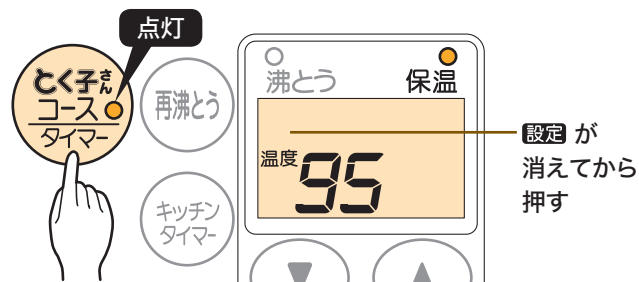 点灯
とく子さん
コース
タイマー
再沸とう
キッチン
タイマー
沸とう
保温
温度
95
設定 が
消えてから
押す